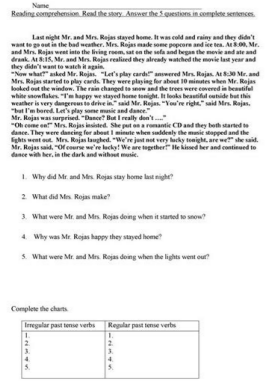 Name
Reading comprehension. Read the story. Answer the 5 questions in complete sentences.
Last night Mr. and Mrs. Rojas stayed home. It was cold and rainy and they didn't
want to go out in the bad weather. Mrs. Rojas made some popcorn and ice tea. At 8:00, Mr.
and Mrs. Rojas went into the living room, sat on the sofa and began the movie and ate and
drank. At 8:15, Mr. and Mrs. Rojas realized they already watched the movie last year and
they didn't want to watch it again.
"Now what?" asked Mr. Rojas. "Let's play cards!" answered Mrs. Rojas. At 8:30 Mr. and
Mrs. Rojas started to play cards. They were playing for about 10 minutes when Mr. Rojas
looked out the window. The rain changed to snow and the trees were covered in beautiful
white snowflakes. "I'm happy we stayed home tonight. It looks beautiful outside but this
weather is very dangerous to drive in." said Mr. Rojas. "You're right," said Mrs. Rojas,
"but I'm bored. Let's play some music and dance."
Mr. Rojas was surprised. "Dance? But I really don't …."
"Oh come on!" Mrs. Rojas insisted. She put on a romantic CD and they both started to
dance. They were dancing for about 1 minute when suddenly the music stopped and the
lights went out. Mrs. Rojas laughed. "We're just not very lucky tonight, are we?" she said.
Mr. Rojas said, "Of course we're lucky! We are together!" He kissed her and continued to
dance with her, in the dark and without music.
1. Why did Mr. and Mrs. Rojas stay home last night?
2. What did Mrs. Rojas make?
3. What were Mr. and Mrs. Rojas doing when it started to snow?
4. Why was Mr. Rojas happy they stayed home?
5. What were Mr. and Mrs. Rojas doing when the lights went out?
Complete the charts.
Irregular past tense verbs Regular past tense verbs
1. 1.
2. 2.
3. 3.
4. 4.
5. 5.